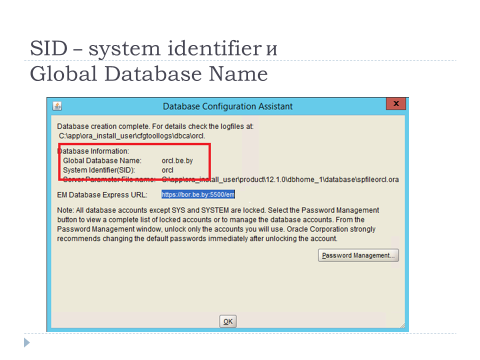 SID – system identifier и
Global Database Name
Database Configuration Assistant
x
Database creation complete. For details check the logfiles at:
C:\app\ora_install_user\cfgtoollogs\dbca\orcl.
Database Information:
Global Database Name: orcl.be.by
System Identifier(SID): orcl
Server Parameter File name: C:\app\ora_install_user\product\12.1.0\dbhome_1\database\spfileorcl.ora
EM Database Express URL: https://bor.be.by:5500/em
Note: All database accounts except SYS and SYSTEM are locked. Select the Password Management
button to view a complete list of locked accounts or to manage the database accounts. From the
Password Management window, unlock only the accounts you will use. Oracle Corporation strongly
recommends changing the default passwords immediately after unlocking the account.
Password Management...
OK